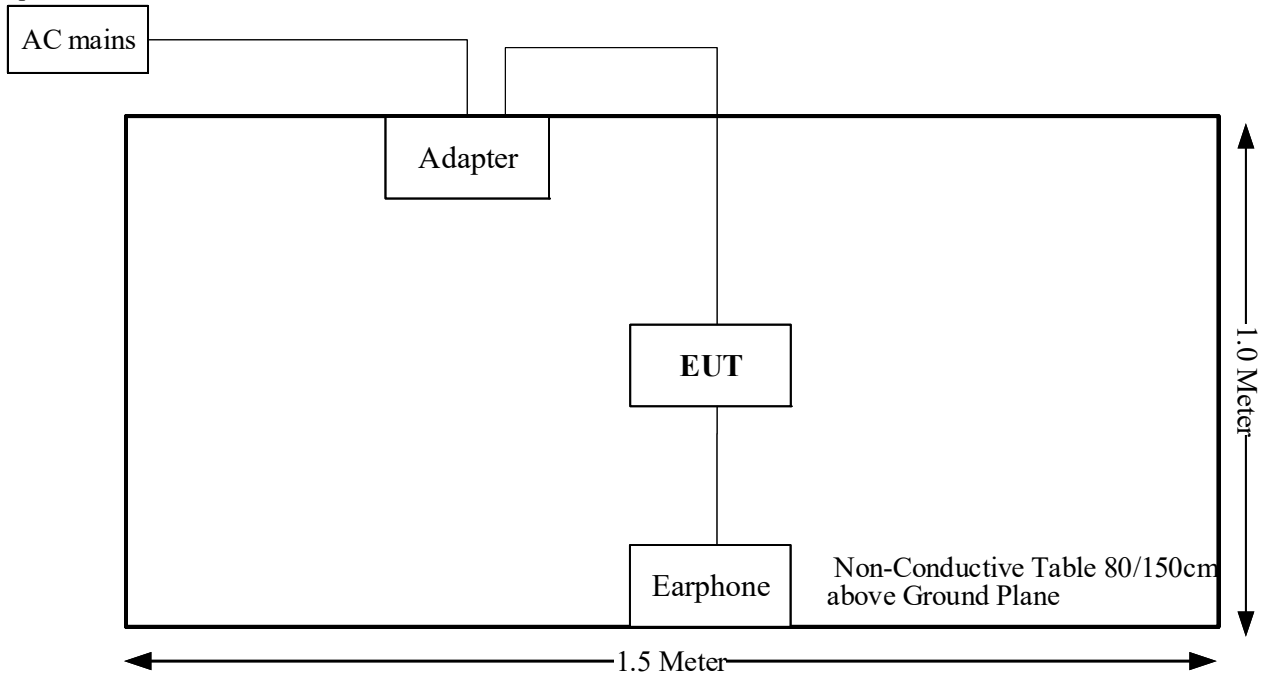 AC mains
Adapter
EUT
1.0 Meter
Earphone
Non-Conductive Table 80/150cm
above Ground Plane
1.5 Meter